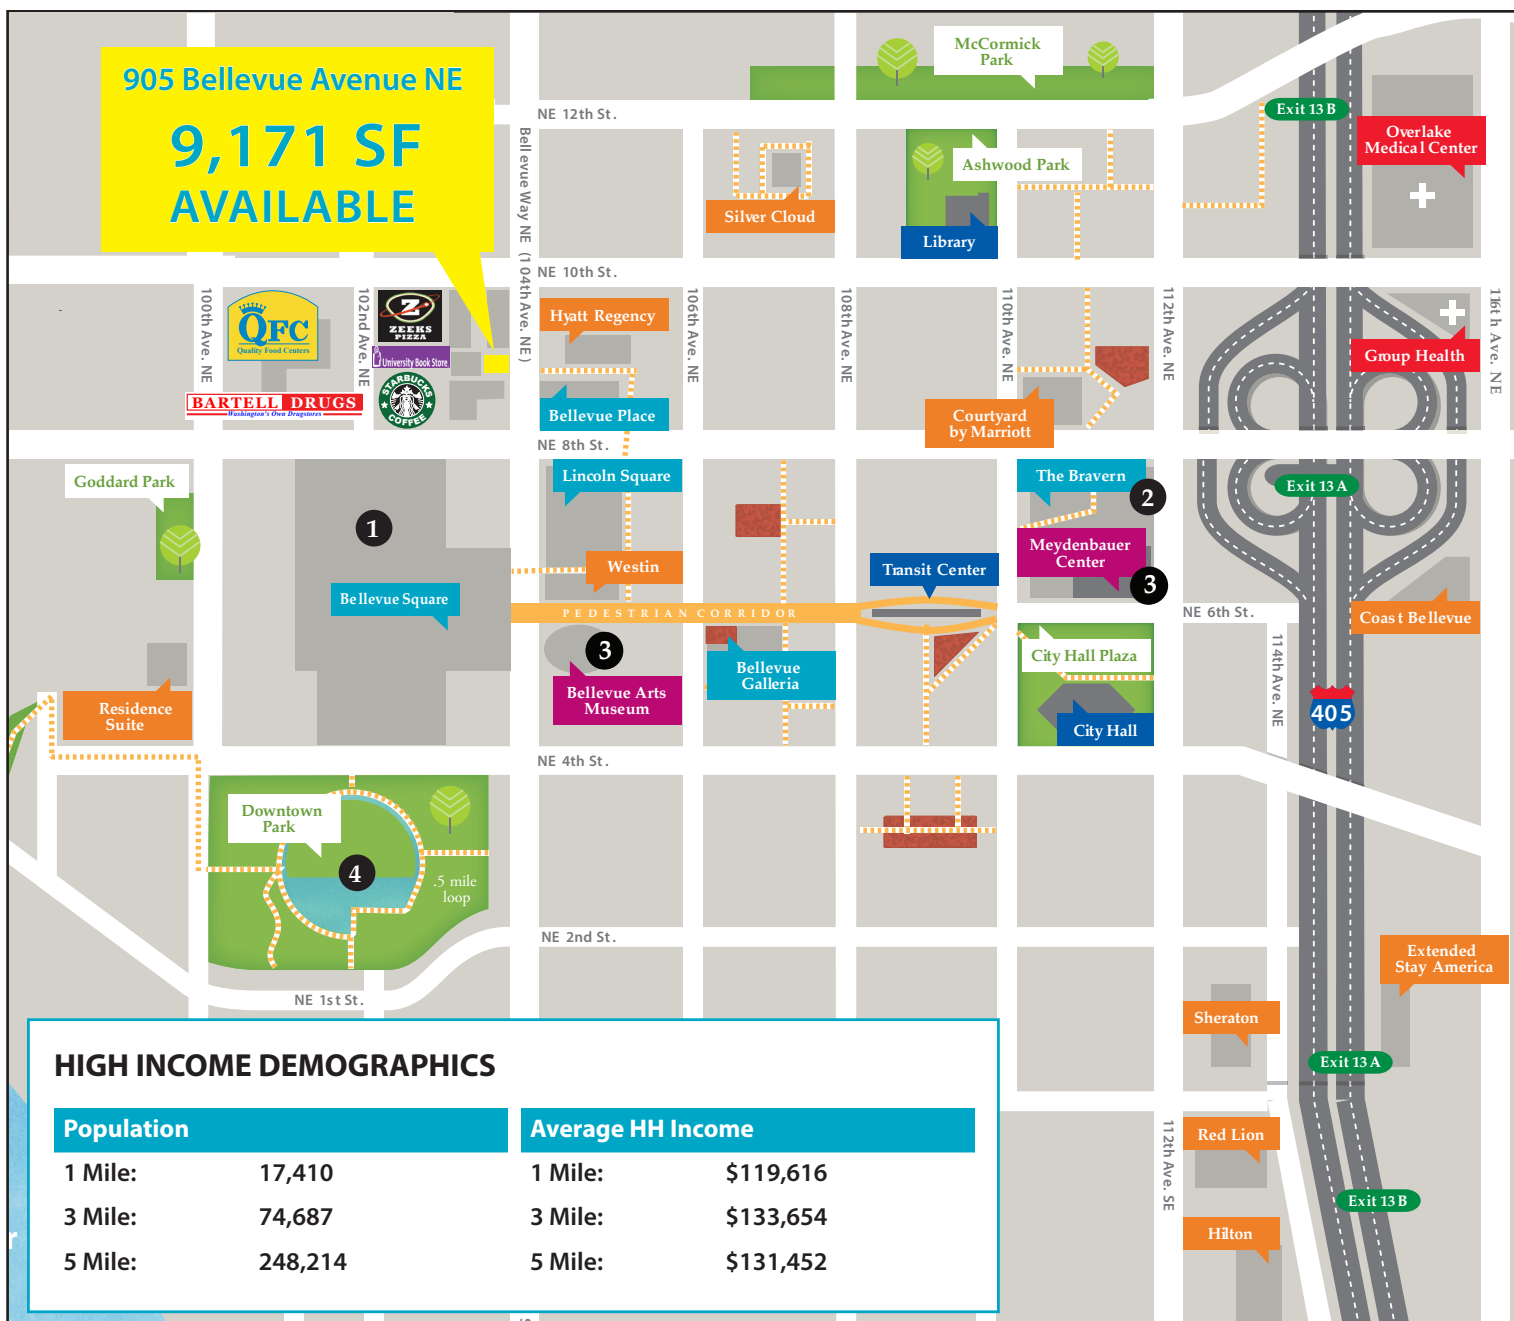 905 Bellevue Avenue NE
9,171 SF
AVAILABLE
McCormick
Park
NE 12th St.
Exit 13 B
Overlake
Medical Center
Ashwood Park
Silver Cloud
Library
Bellevue Way NE (104th Ave. NE)
NE 10th St.
100th Ave. NE
102nd Ave. NE
106th Ave. NE
108th Ave. NE
110th Ave. NE
112th Ave. NE
116th Ave. NE
QFC
Quality Food Centers
Z
ZEEKS
PIZZA
University Book Store
STARBUCKS
COFFEE
BARTELL DRUGS
Washington's Own Drugstores
Hyatt Regency
Bellevue Place
Group Health
Courtyard
by Marriott
NE 8th St.
Goddard Park
Lincoln Square
The Bravern
2
Exit 13 A
1
Meydenbauer
Center
3
Westin
Transit Center
Bellevue Square
PEDESTRIAN CORRIDOR
NE 6th St.
Coast Bellevue
3
City Hall Plaza
114th Ave. NE
Bellevue
Galleria
Bellevue Arts
Museum
Residence
Suite
City Hall
405
NE 4th St.
Downtown
Park
4
.5 mile
loop
NE 2nd St.
Extended
Stay America
NE 1st St.
Sheraton
Exit 13 A
112th Ave. SE
Red Lion
Exit 13 B
Hilton
HIGH INCOME DEMOGRAPHICS
Population Average HH Income
1 Mile: 17,410 1 Mile: $119,616
3 Mile: 74,687 3 Mile: $133,654
5 Mile: 248,214 5 Mile: $131,452